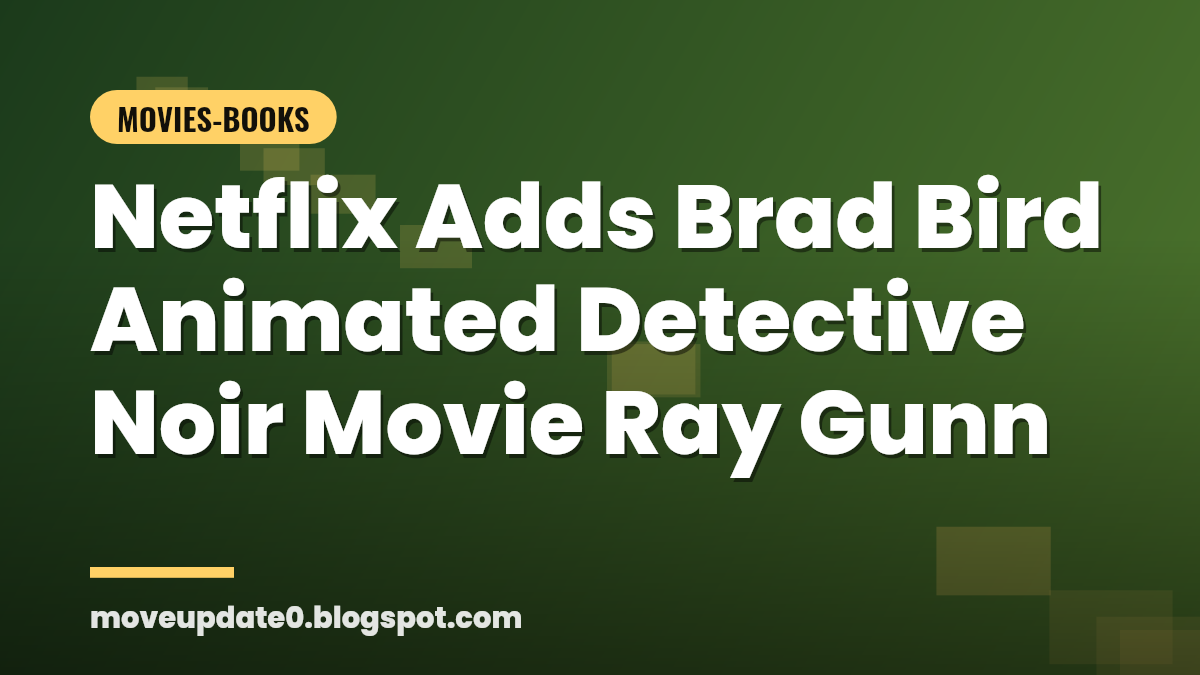 MOVIES-BOOKS
Netflix Adds Brad Bird
Animated Detective
Noir Movie Ray Gunn
moveupdate0.blogspot.com